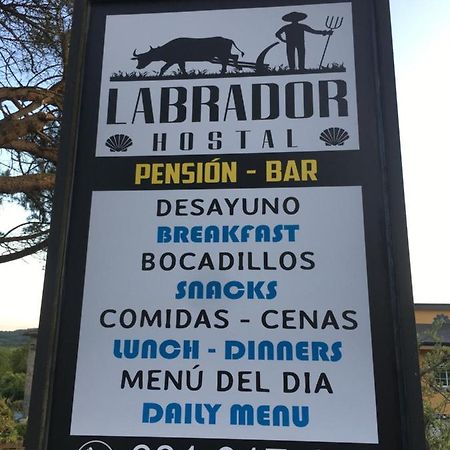 LABRADOR
HOSTAL
PENSIÓN - BAR
DESAYUNO
BREAKFAST
BOCADILLOS
SNACKS
COMIDAS - CENAS
LUNCH - DINNERS
MENÚ DEL DIA
DAILY MENU